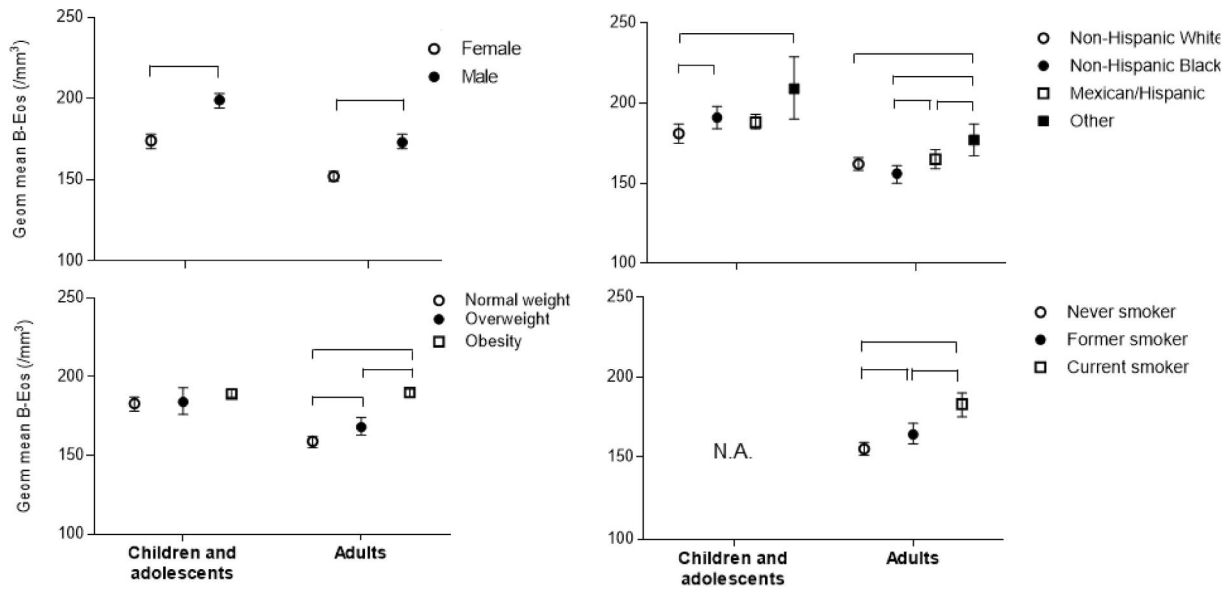 250
200
150
100
Geom mean B-Eos (/mm³)
Female
Male
250
200
150
100
Non-Hispanic White
Non-Hispanic Black
Mexican/Hispanic
Other
250
200
150
100
Geom mean B-Eos (/mm³)
Normal weight
Overweight
Obesity
Children and
adolescents
Adults
250
200
150
100
N.A.
Never smoker
Former smoker
Current smoker
Children and
adolescents
Adults